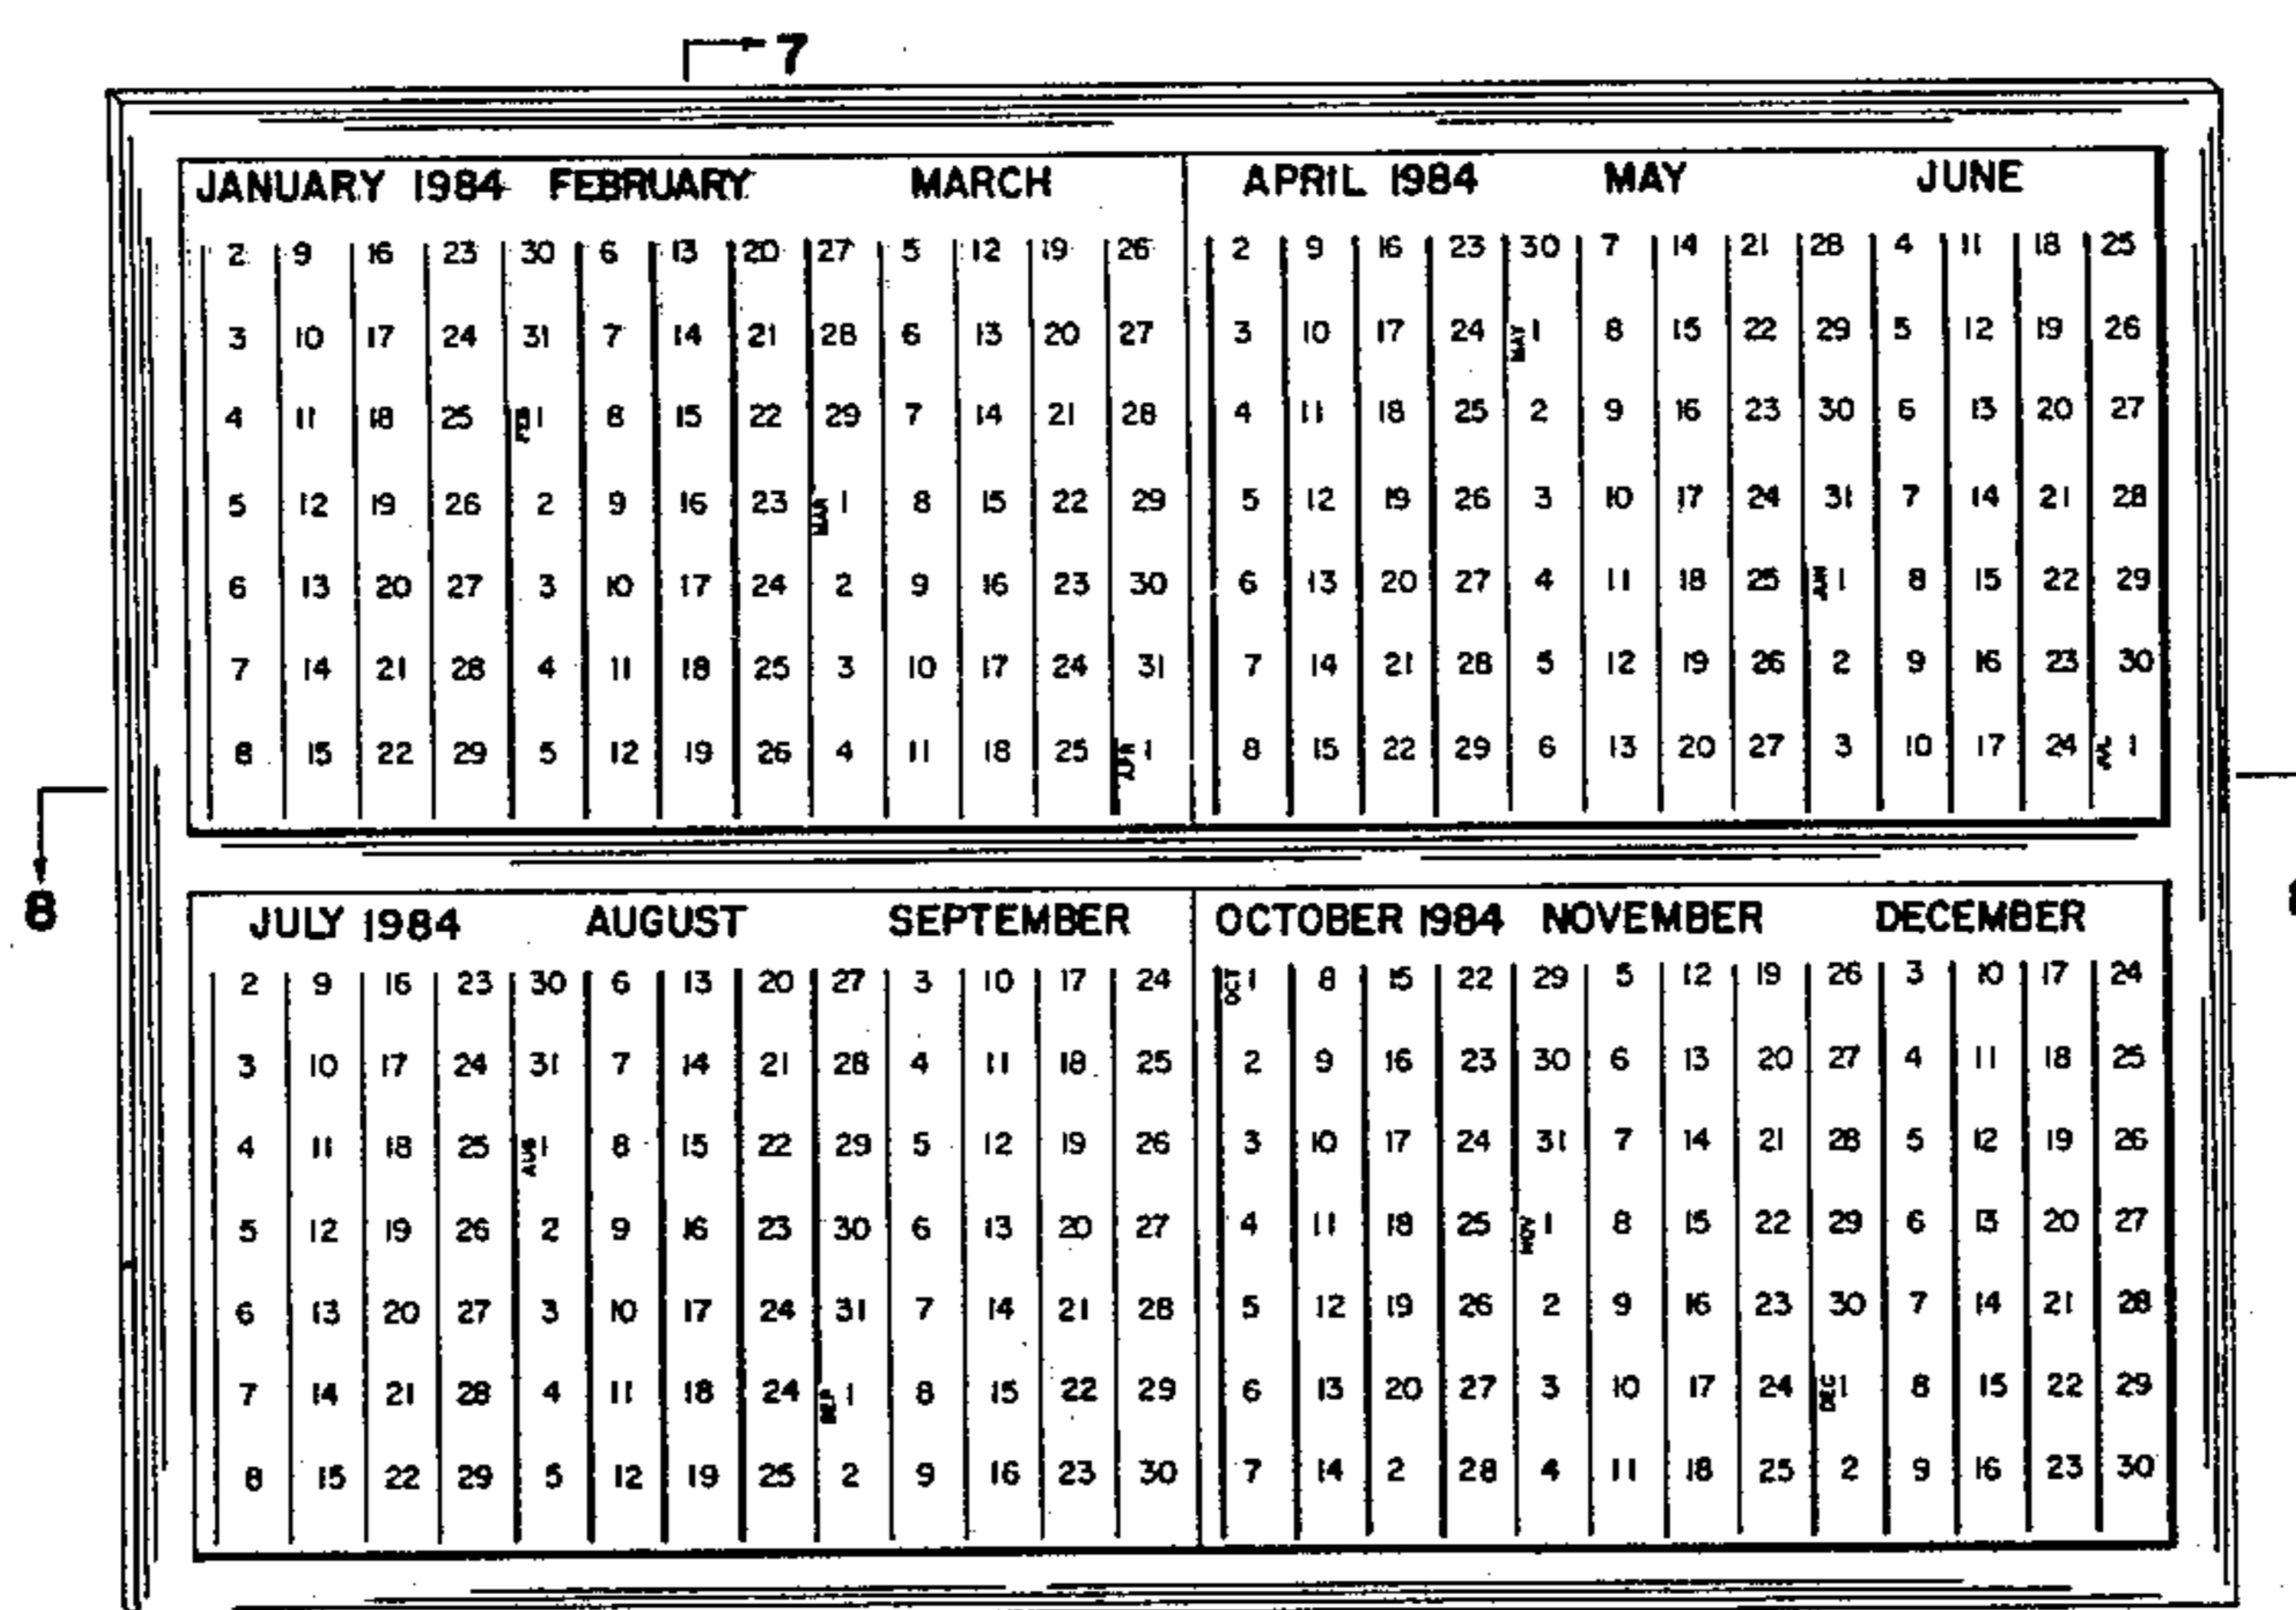 7
JANUARY 1984 FEBRUARY MARCH APRIL 1984 MAY JUNE
2 9 16 23 30 6 13 20 27 5 12 19 26 2 9 16 23 30 7 14 21 28 4 11 18 25
3 10 17 24 31 7 14 21 28 6 13 20 27 3 10 17 24 MAY 1 8 15 22 29 5 12 19 26
4 11 18 25 FEB 1 8 15 22 29 7 14 21 28 4 11 18 25 2 9 16 23 30 6 13 20 27
5 12 19 26 2 9 16 23 MAR 1 8 15 22 29 5 12 19 26 3 10 17 24 31 7 14 21 28
6 13 20 27 3 10 17 24 2 9 16 23 30 6 13 20 27 4 11 18 25 JUN 1 8 15 22 29
7 14 21 28 4 11 18 25 3 10 17 24 31 7 14 21 28 5 12 19 26 2 9 16 23 30
8 15 22 29 5 12 19 26 4 11 18 25 APR 1 8 15 22 29 6 13 20 27 3 10 17 24 JUL 1
8
JULY 1984 AUGUST SEPTEMBER OCTOBER 1984 NOVEMBER DECEMBER
2 9 16 23 30 6 13 20 27 3 10 17 24 OCT 1 8 15 22 29 5 12 19 26 3 10 17 24
3 10 17 24 31 7 14 21 28 4 11 18 25 2 9 16 23 30 6 13 20 27 4 11 18 25
4 11 18 25 AUG 1 8 15 22 29 5 12 19 26 3 10 17 24 31 7 14 21 28 5 12 19 26
5 12 19 26 2 9 16 23 30 6 13 20 27 4 11 18 25 NOV 1 8 15 22 29 6 13 20 27
6 13 20 27 3 10 17 24 31 7 14 21 28 5 12 19 26 2 9 16 23 30 7 14 21 28
7 14 21 28 4 11 18 24 SEP 1 8 15 22 29 6 13 20 27 3 10 17 24 DEC 1 8 15 22 29
8 15 22 29 5 12 19 25 2 9 16 23 30 7 14 2 28 4 11 18 25 2 9 16 23 30